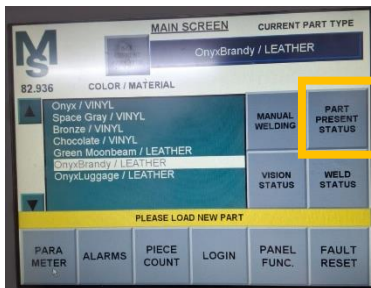 MAIN SCREEN
CURRENT PART TYPE
OnyxBrandy / LEATHER
MS
82.936
COLOR / MATERIAL
Onyx / VINYL
Space Gray / VINYL
Bronze / VINYL
Chocolate / VINYL
Green Moonbeam / LEATHER
OnyxBrandy / LEATHER
OnyxLuggage / LEATHER
MANUAL
WELDING
PART
PRESENT
STATUS
VISION
STATUS
WELD
STATUS
PLEASE LOAD NEW PART
PARA
METER
ALARMS
PIECE
COUNT
LOGIN
PANEL
FUNC.
FAULT
RESET